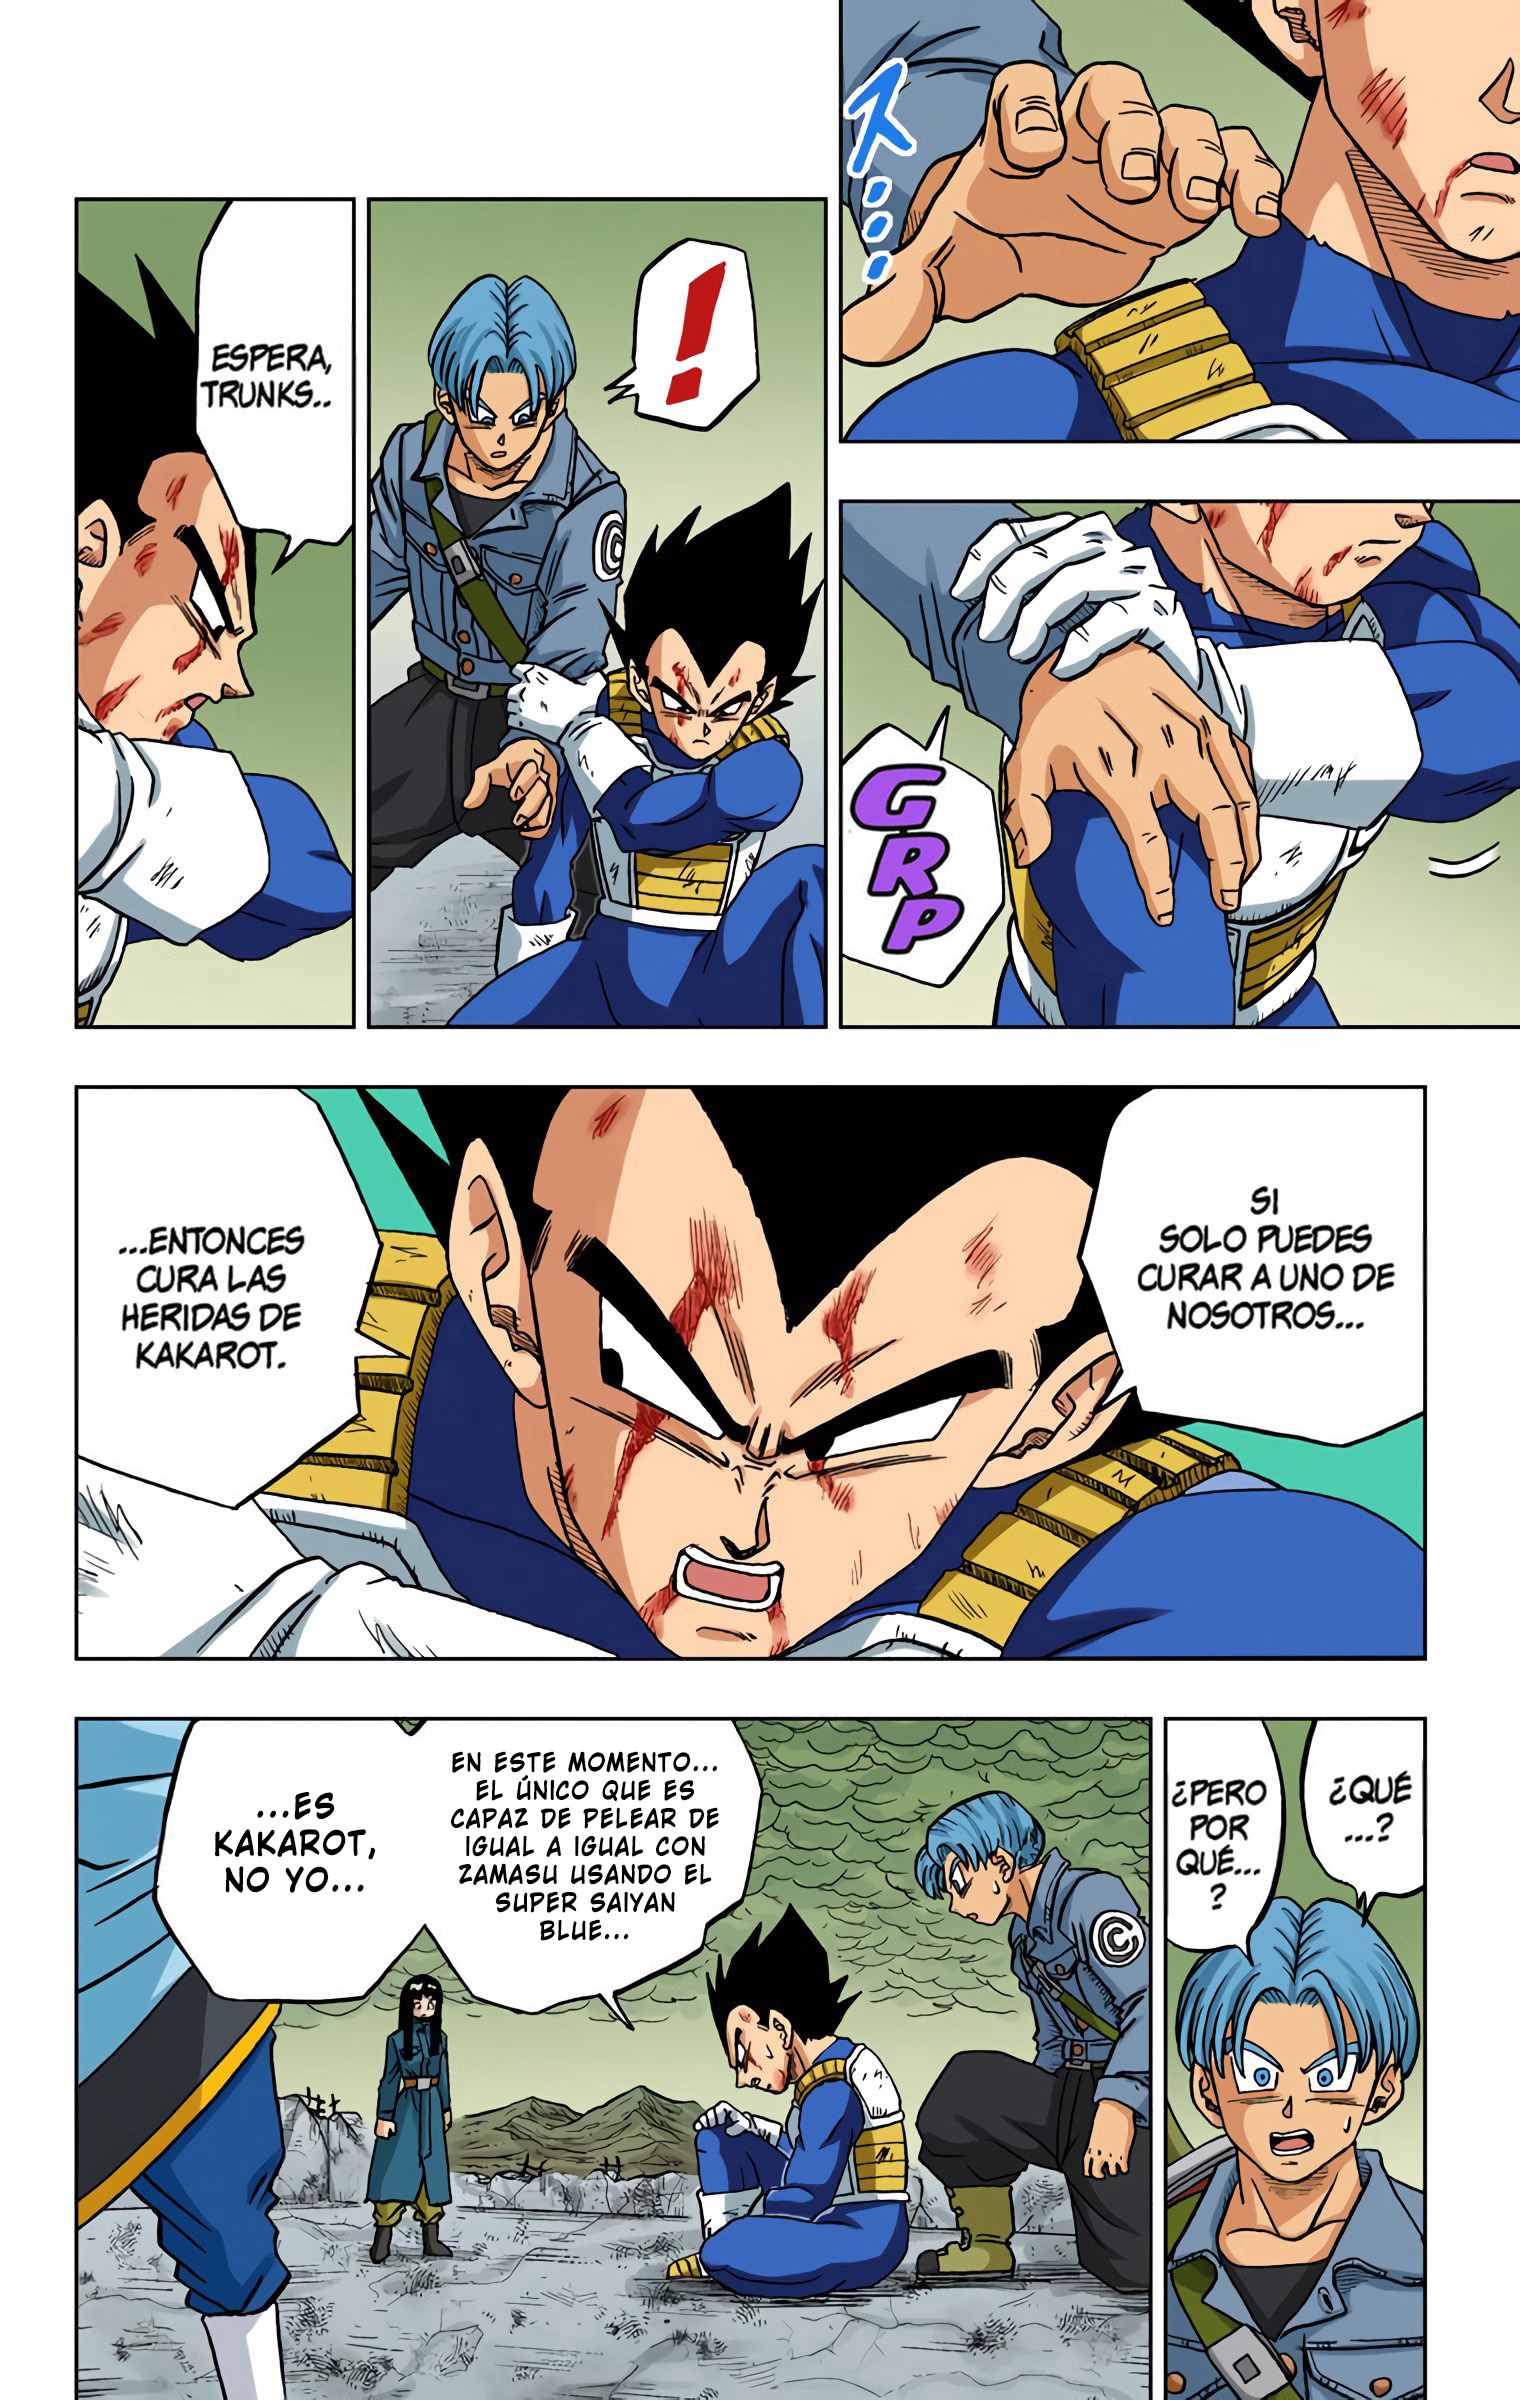 ス…
GRP
!
ESPERA,
TRUNKS..
SI
SOLO PUEDES
CURAR A UNO DE
NOSOTROS...
...ENTONCES
CURA LAS
HERIDAS DE
KAKAROT.
¿QUÉ
...?
¿PERO
POR
QUÉ...
?
EN ESTE MOMENTO...
EL ÚNICO QUE ES
CAPAZ DE PELEAR DE
IGUAL A IGUAL CON
ZAMASU USANDO EL
SUPER SAIYAN
BLUE...
...ES
KAKAROT,
NO YO...